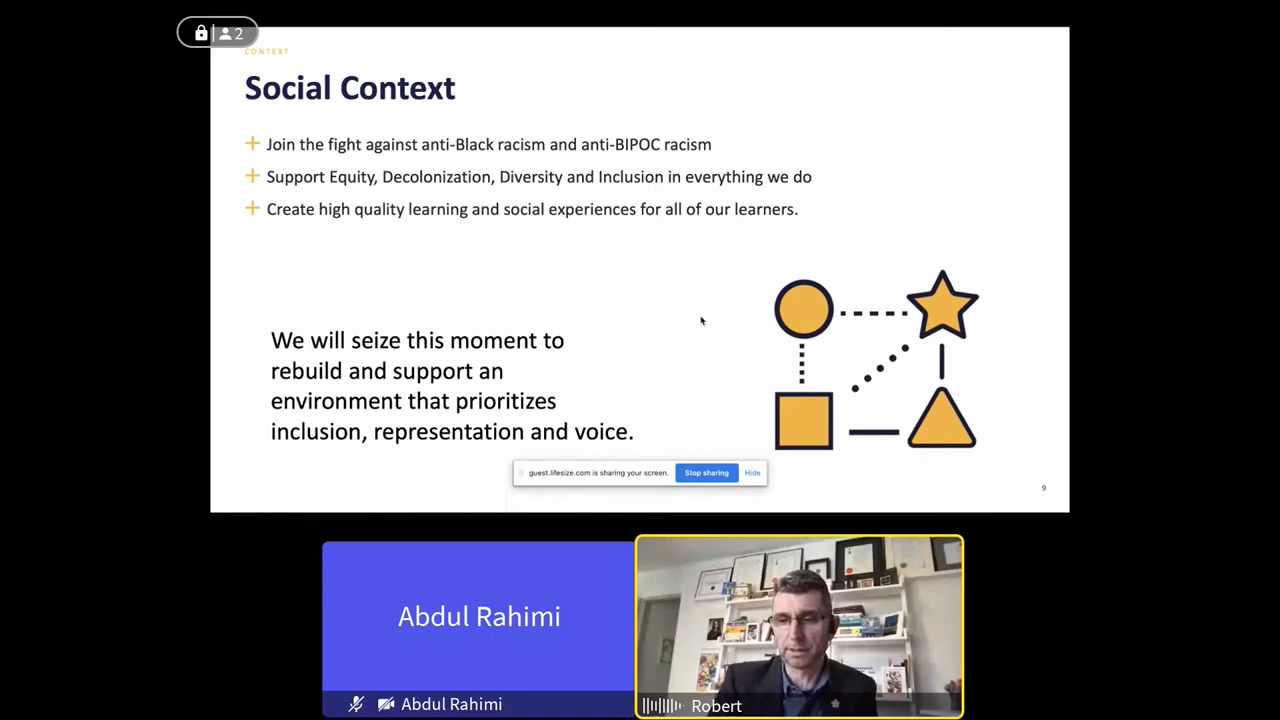 2
CONTEXT
Social Context
Join the fight against anti-Black racism and anti-BIPOC racism
Support Equity, Decolonization, Diversity and Inclusion in everything we do
Create high quality learning and social experiences for all of our learners.
We will seize this moment to
rebuild and support an
environment that prioritizes
inclusion, representation and voice.
guest.lifesize.com is sharing your screen. Stop sharing Hide
9
Abdul Rahimi
Abdul Rahimi
Robert